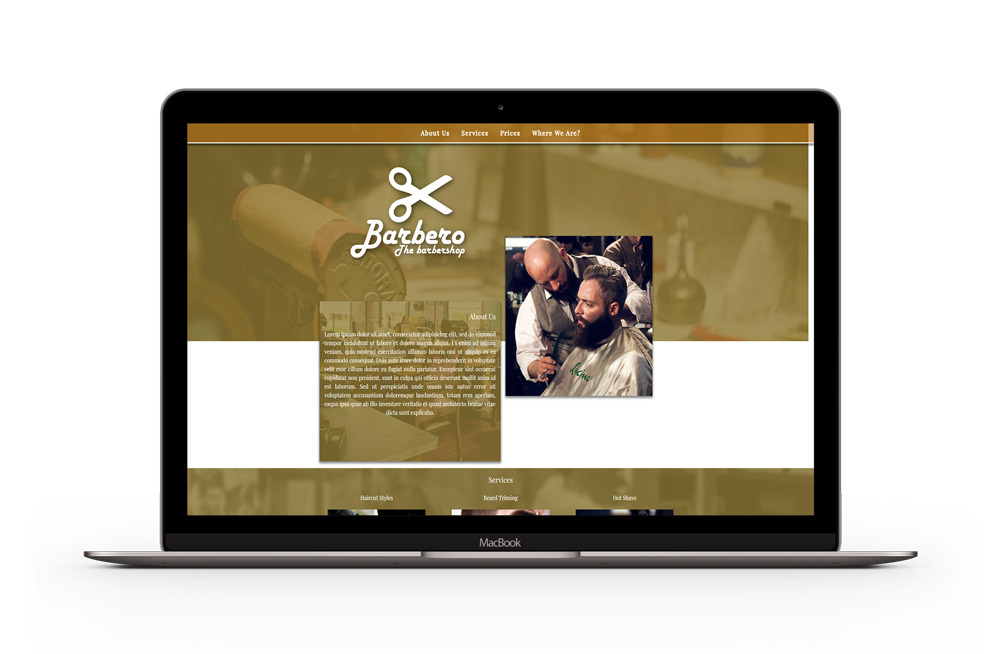 About Us Services Prices Where We Are?
Barbero
The barbershop
About Us
Lorem ipsum dolor sit amet, consectetur adipisicing elit, sed do eiusmod
tempor incididunt ut labore et dolore magna aliqua. Ut enim ad minim
veniam, quis nostrud exercitation ullamco laboris nisi ut aliquip ex ea
commodo consequat. Duis aute irure dolor in reprehenderit in voluptate
velit esse cillum dolore eu fugiat nulla pariatur. Excepteur sint occaecat
cupidatat non proident, sunt in culpa qui officia deserunt mollit anim id
est laborum. Sed ut perspiciatis unde omnis iste natus error sit
voluptatem accusantium doloremque laudantium, totam rem aperiam,
eaque ipsa quae ab illo inventore veritatis et quasi architecto beatae vitae
dicta sunt explicabo.
Services
Haircut Styles Beard Triming Hot Shave
MacBook